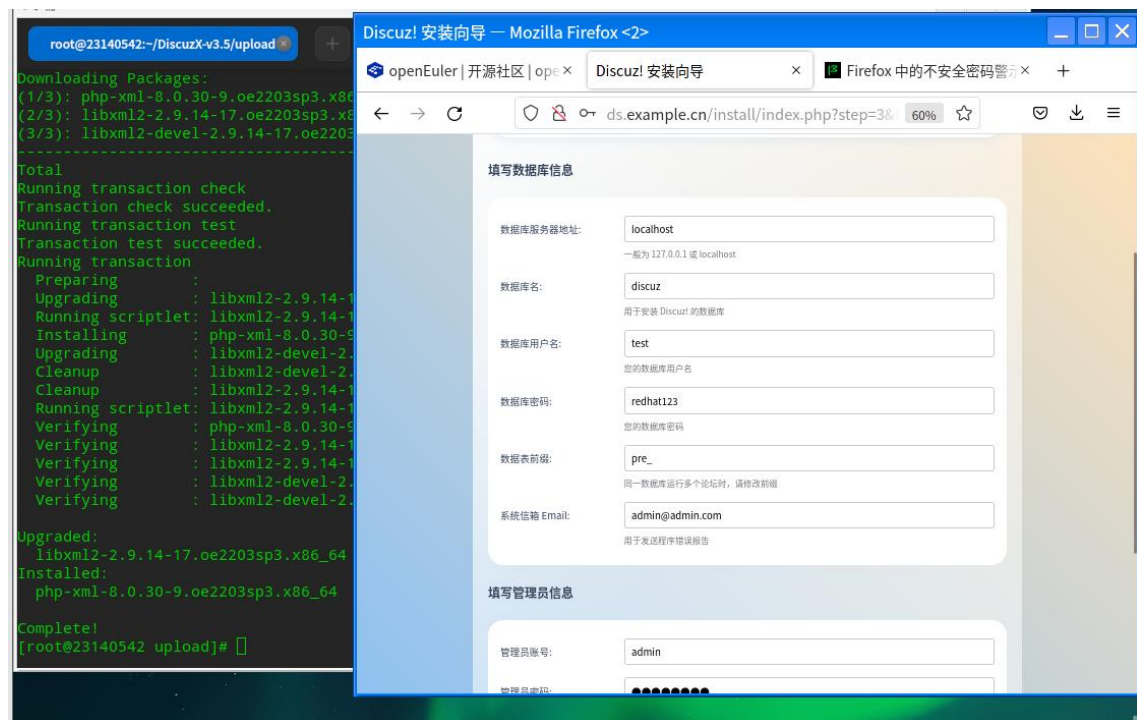 root@23140542:~/DiscuzX-v3.5/upload
Downloading Packages:
(1/3): php-xml-8.0.30-9.oe2203sp3.x86
(2/3): libxml2-2.9.14-17.oe2203sp3.x8
(3/3): libxml2-devel-2.9.14-17.oe2203
Total
Running transaction check
Transaction check succeeded.
Running transaction test
Transaction test succeeded.
Running transaction
Preparing :
Upgrading : libxml2-2.9.14-1
Running scriptlet: libxml2-2.9.14-1
Installing : php-xml-8.0.30-9
Upgrading : libxml2-devel-2.
Cleanup : libxml2-devel-2.
Cleanup : libxml2-2.9.14-1
Running scriptlet: libxml2-2.9.14-1
Verifying : php-xml-8.0.30-9
Verifying : libxml2-2.9.14-1
Verifying : libxml2-2.9.14-1
Verifying : libxml2-devel-2.
Verifying : libxml2-devel-2.
Upgraded:
libxml2-2.9.14-17.oe2203sp3.x86_64
Installed:
php-xml-8.0.30-9.oe2203sp3.x86_64
Complete!
[root@23140542 upload]#
Discuz! 安装向导 — Mozilla Firefox <2>
openEuler | 开源社区 | ope
Discuz! 安装向导
Firefox 中的不安全密码警示
ds.example.cn/install/index.php?step=3&
60%
填写数据库信息
数据库服务器地址: localhost
一般为 127.0.0.1 或 localhost
数据库名: discuz
用于安装 Discuz! 的数据库
数据库用户名: test
您的数据库用户名
数据库密码: redhat123
您的数据库密码
数据表前缀: pre_
同一数据库运行多个论坛时，请修改前缀
系统信箱 Email: admin@admin.com
用于发送程序错误报告
填写管理员信息
管理员账号: admin
管理员密码: ●●●●●●●●